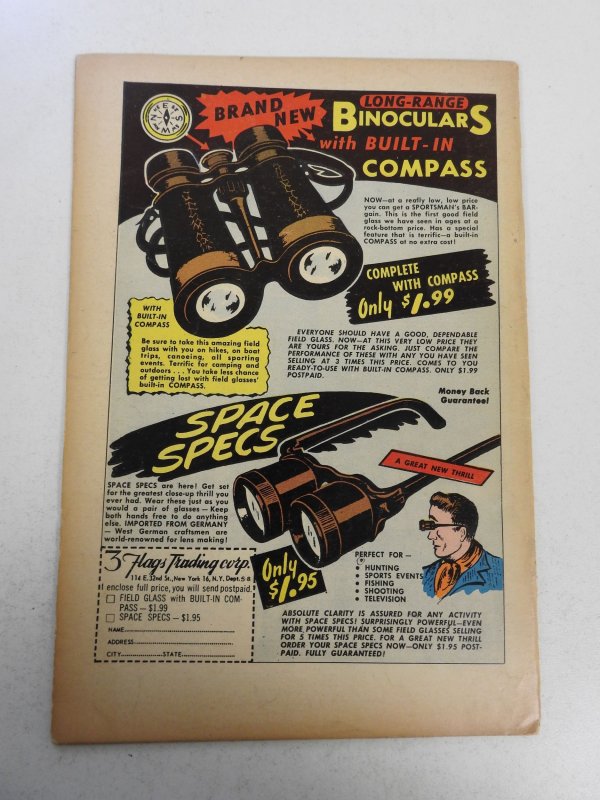 N E S W
BRAND
NEW
LONG-RANGE
BINOCULARS
with BUILT-IN
COMPASS
NOW—at a really low, low price
you can get a SPORTSMAN'S BAR-
gain. This is the first good field
glass we have seen in ages at a
rock-bottom price. Has a special
feature that is terrific—a built-in
COMPASS at no extra cost!
COMPLETE
WITH COMPASS
Only $1.99
WITH
BUILT-IN
COMPASS
Be sure to take this amazing field
glass with you on hikes, on boat
trips, canoeing, all sporting
events. Terrific for camping and
outdoors . . . You take less chance
of getting lost with field glasses'
built-in COMPASS.
EVERYONE SHOULD HAVE A GOOD, DEPENDABLE
FIELD GLASS. NOW—AT THIS VERY LOW PRICE THEY
ARE YOURS FOR THE ASKING. JUST COMPARE THE
PERFORMANCE OF THESE WITH ANY YOU HAVE SEEN
SELLING AT 3 TIMES THIS PRICE. COMES TO YOU
READY-TO-USE WITH BUILT-IN COMPASS. ONLY $1.99
POSTPAID.
Money Back
Guarantee!
SPACE
SPECS
A GREAT NEW THRILL
SPACE SPECS are here! Get set
for the greatest close-up thrill you
ever had. Wear these just as you
would a pair of glasses — Keep
both hands free to do anything
else. IMPORTED FROM GERMANY
— West German craftsmen are
world-renowned for lens making!
3 Flags Trading corp.
114 E. 32nd St., New York 16, N.Y. Dept. S 8
I enclose full price, you will send postpaid.
FIELD GLASS with BUILT-IN COM-
PASS — $1.99
SPACE SPECS — $1.95
NAME
ADDRESS
CITY STATE
Only
$1.95
PERFECT FOR —
• HUNTING
• SPORTS EVENTS
• FISHING
• SHOOTING
• TELEVISION
ABSOLUTE CLARITY IS ASSURED FOR ANY ACTIVITY
WITH SPACE SPECS! SURPRISINGLY POWERFUL—EVEN
MORE POWERFUL THAN SOME FIELD GLASSES SELLING
FOR 5 TIMES THIS PRICE. FOR A GREAT NEW THRILL
ORDER YOUR SPACE SPECS NOW—ONLY $1.95 POST-
PAID. FULLY GUARANTEED!